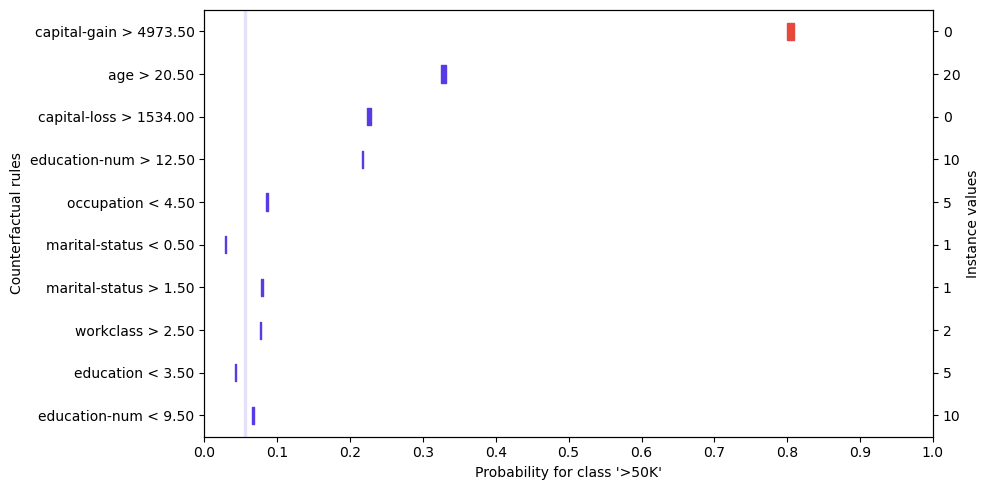 Counterfactual rules
capital-gain > 4973.50 0
age > 20.50 20
capital-loss > 1534.00 0
education-num > 12.50 10
occupation < 4.50 5
marital-status < 0.50 1
marital-status > 1.50 1
workclass > 2.50 2
education < 3.50 5
education-num < 9.50 10
Instance values
0.0 0.1 0.2 0.3 0.4 0.5 0.6 0.7 0.8 0.9 1.0
Probability for class '>50K'